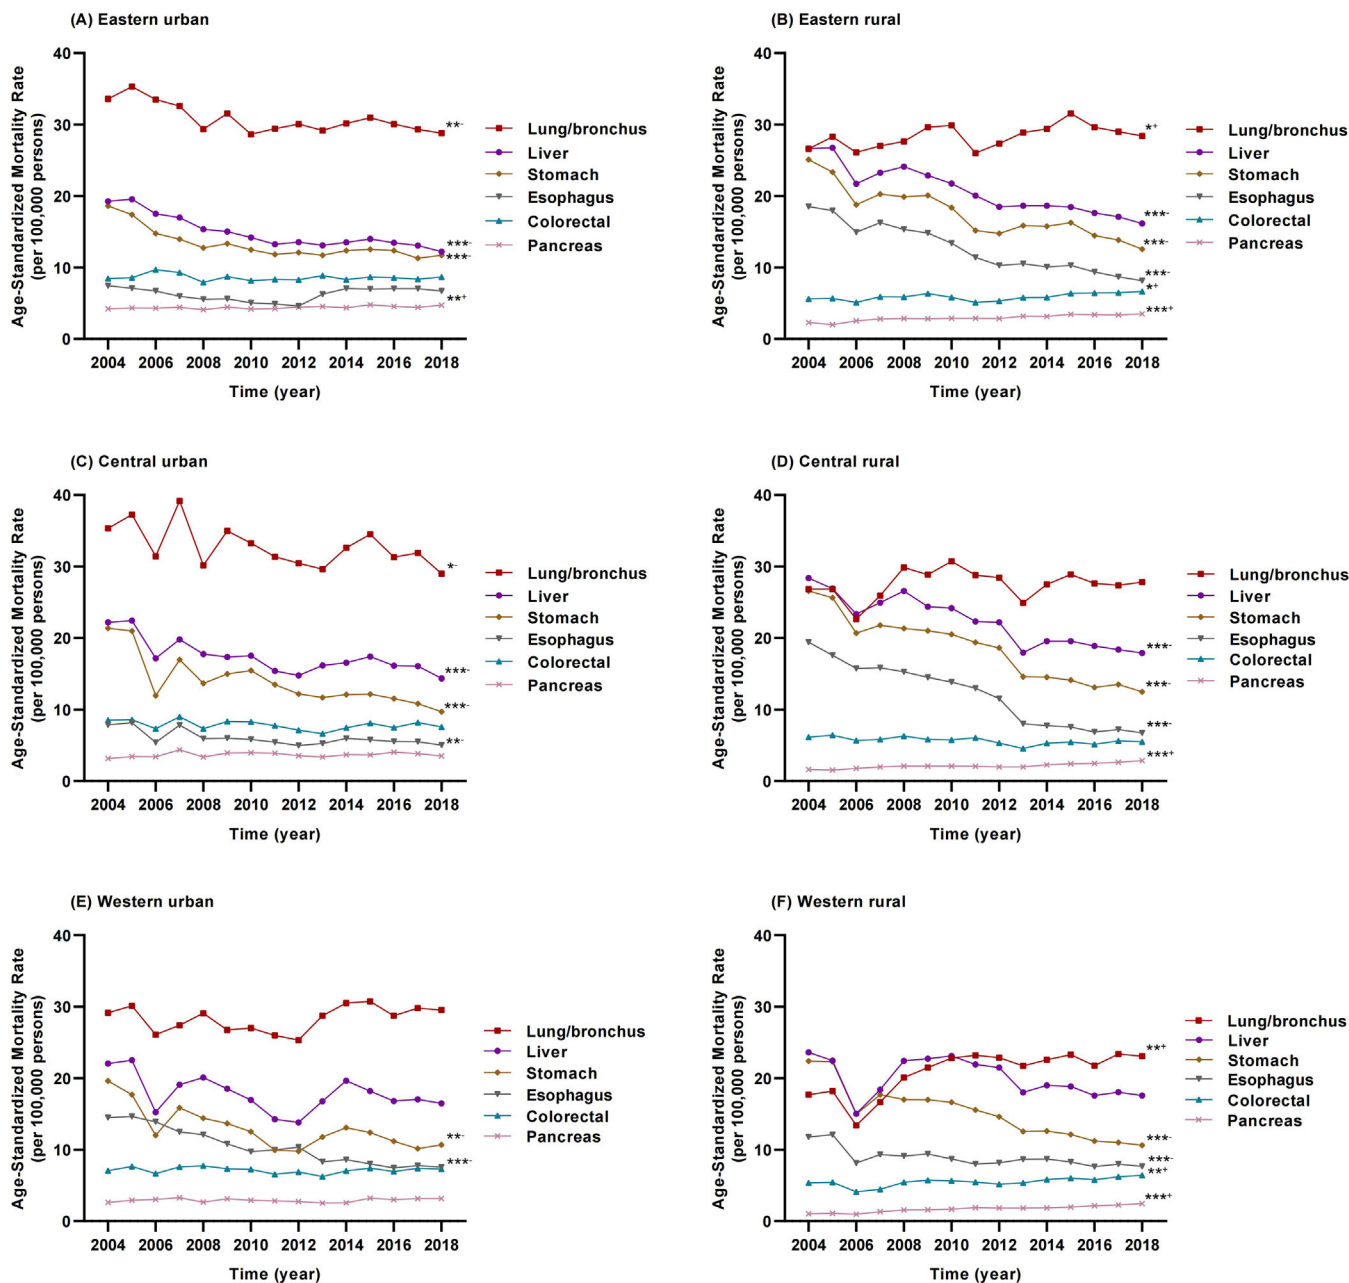 (A) Eastern urban
Age-Standardized Mortality Rate
(per 100,000 persons)
40
30
20
10
0
2004 2006 2008 2010 2012 2014 2016 2018
Time (year)
**-
***-
***-
**+
Lung/bronchus
Liver
Stomach
Esophagus
Colorectal
Pancreas
(B) Eastern rural
Age-Standardized Mortality Rate
(per 100,000 persons)
40
30
20
10
0
2004 2006 2008 2010 2012 2014 2016 2018
Time (year)
*+
***-
***-
***-
*+
***+
Lung/bronchus
Liver
Stomach
Esophagus
Colorectal
Pancreas
(C) Central urban
Age-Standardized Mortality Rate
(per 100,000 persons)
40
30
20
10
0
2004 2006 2008 2010 2012 2014 2016 2018
Time (year)
*-
***-
***-
**-
Lung/bronchus
Liver
Stomach
Esophagus
Colorectal
Pancreas
(D) Central rural
Age-Standardized Mortality Rate
(per 100,000 persons)
40
30
20
10
0
2004 2006 2008 2010 2012 2014 2016 2018
Time (year)
***-
***-
***-
***+
Lung/bronchus
Liver
Stomach
Esophagus
Colorectal
Pancreas
(E) Western urban
Age-Standardized Mortality Rate
(per 100,000 persons)
40
30
20
10
0
2004 2006 2008 2010 2012 2014 2016 2018
Time (year)
**-
***-
Lung/bronchus
Liver
Stomach
Esophagus
Colorectal
Pancreas
(F) Western rural
Age-Standardized Mortality Rate
(per 100,000 persons)
40
30
20
10
0
2004 2006 2008 2010 2012 2014 2016 2018
Time (year)
**+
***-
***-
**+
***+
Lung/bronchus
Liver
Stomach
Esophagus
Colorectal
Pancreas